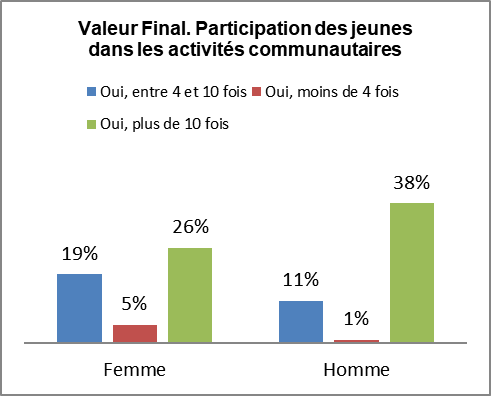 Valeur Final. Participation des jeunes
dans les activités communautaires
Oui, entre 4 et 10 fois Oui, moins de 4 fois
Oui, plus de 10 fois
19%
5%
26%
11%
1%
38%
Femme Homme